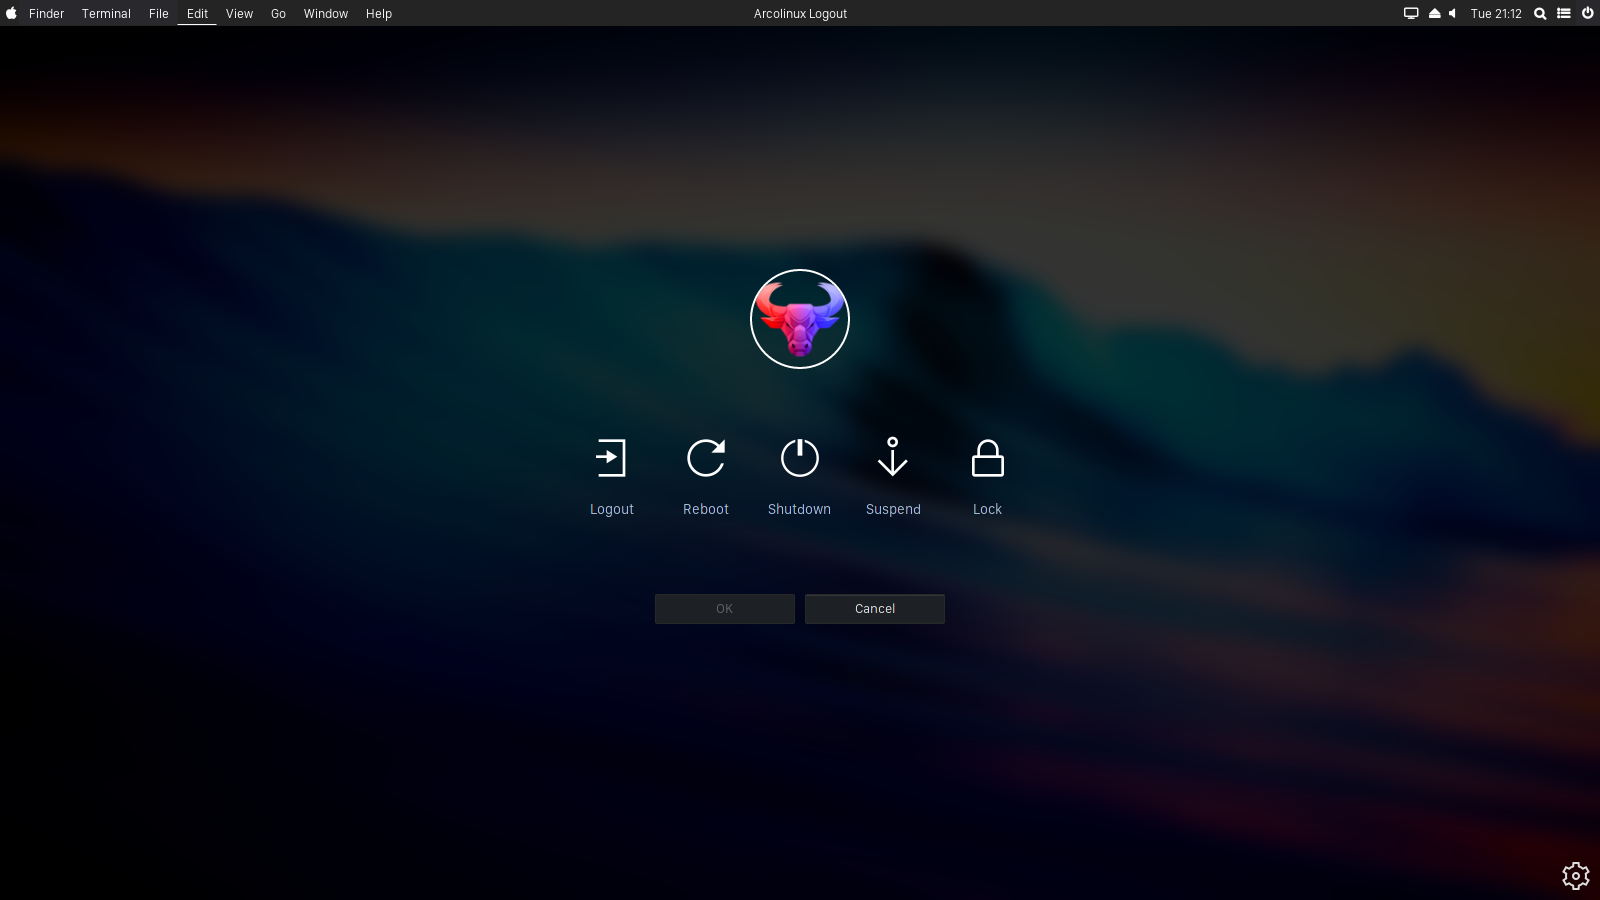 Finder Terminal File Edit View Go Window Help Arcolinux Logout Tue 21:12
Logout Reboot Shutdown Suspend Lock
OK Cancel